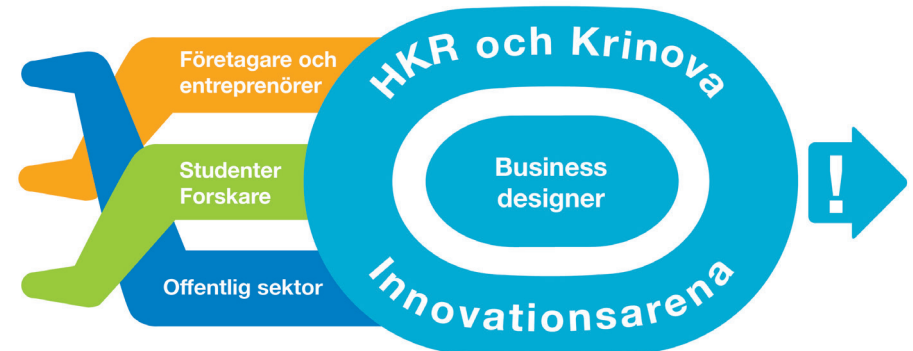 Företagare och
entreprenörer
Studenter
Forskare
Offentlig sektor
HKR och Krinova
Business
designer
Innovationsarena
!